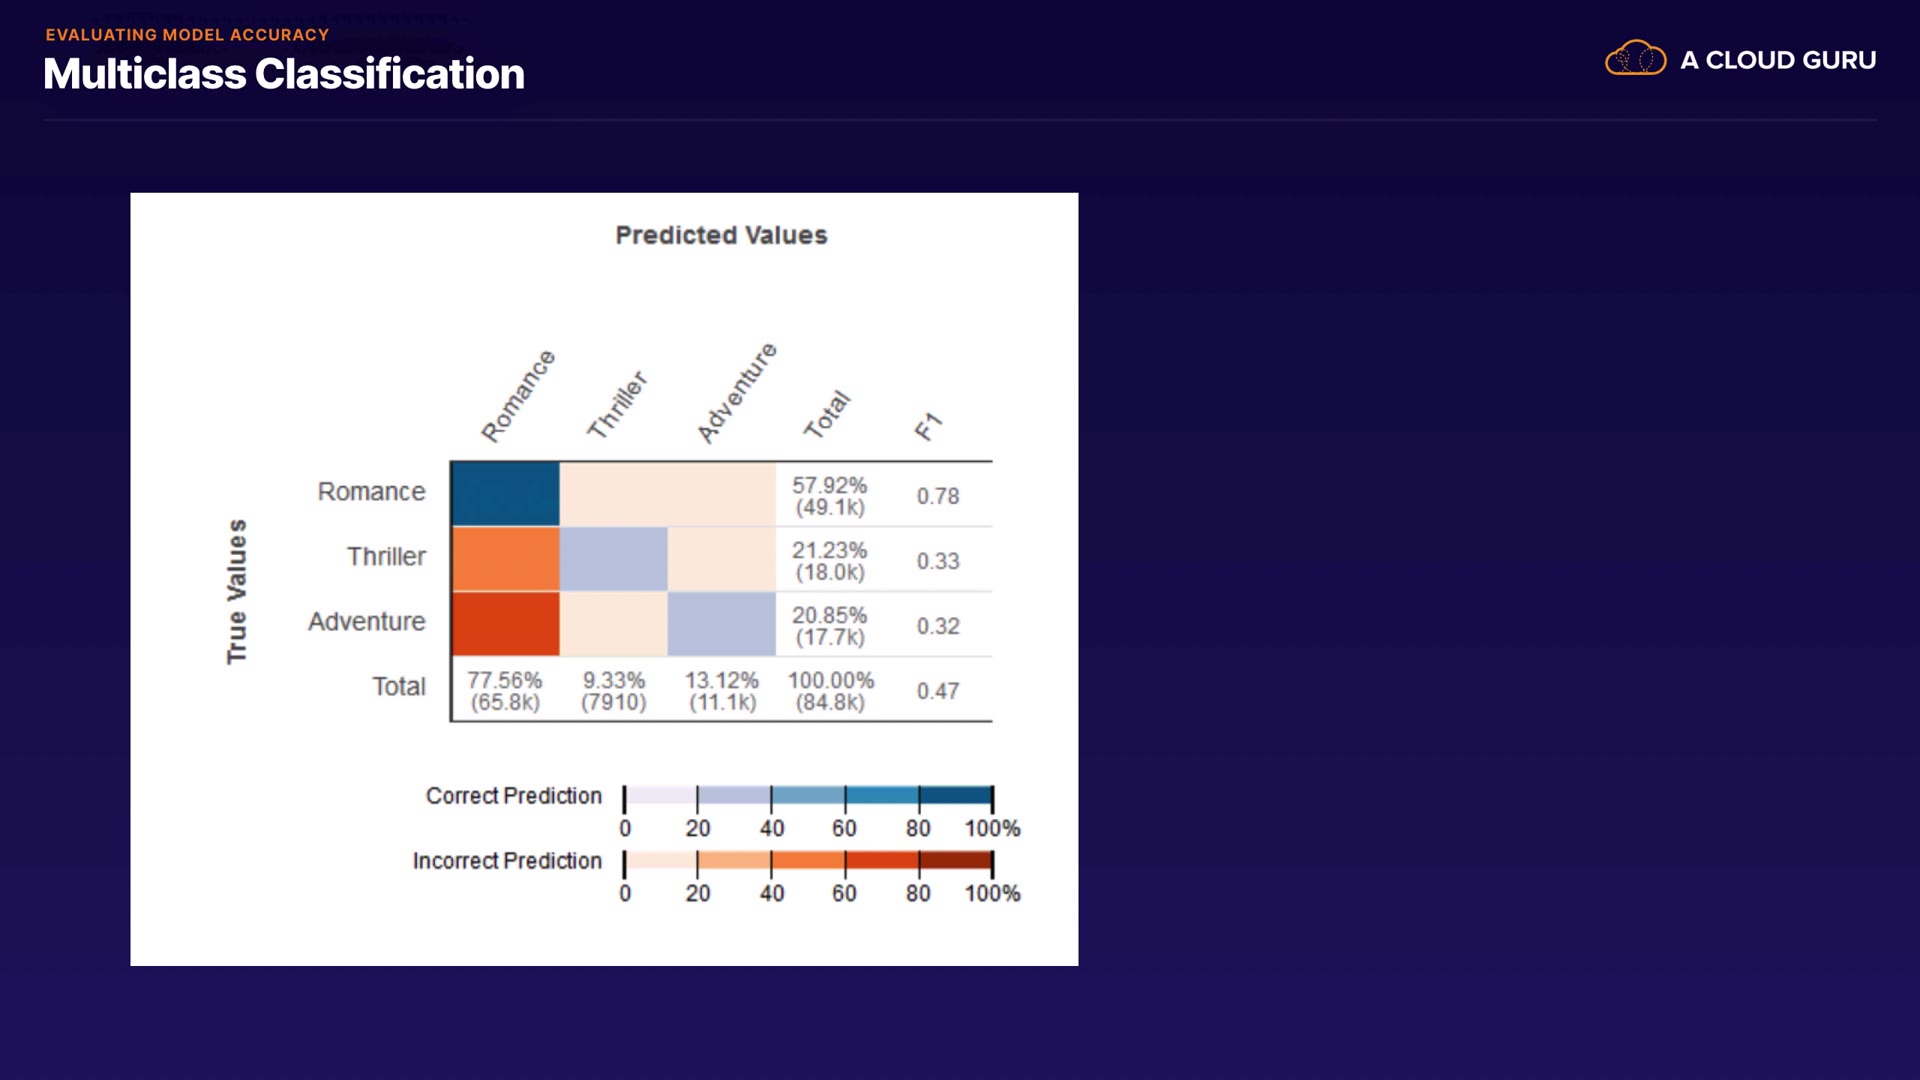 EVALUATING MODEL ACCURACY
Multiclass Classification
A CLOUD GURU
Predicted Values
Romance
Thriller
Adventure
Total
F1
True Values
Romance
57.92%
(49.1k)
0.78
Thriller
21.23%
(18.0k)
0.33
Adventure
20.85%
(17.7k)
0.32
Total
77.56%
(65.8k)
9.33%
(7910)
13.12%
(11.1k)
100.00%
(84.8k)
0.47
Correct Prediction
0 20 40 60 80 100%
Incorrect Prediction
0 20 40 60 80 100%